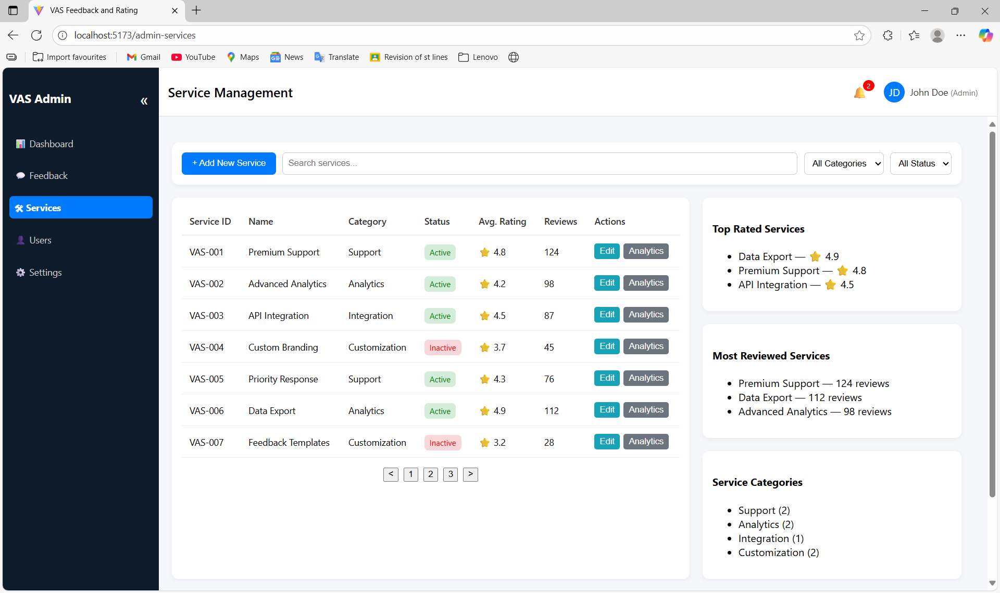 VAS Feedback and Rating
localhost:5173/admin-services
Import favourites
Gmail
YouTube
Maps
News
Translate
Revision of st lines
Lenovo
VAS Admin
«
Dashboard
Feedback
Services
Users
Settings
Service Management
2
JD
John Doe (Admin)
+ Add New Service
Search services...
All Categories
All Status
Service ID Name Category Status Avg. Rating Reviews Actions
VAS-001 Premium Support Support Active ⭐ 4.8 124 Edit Analytics
VAS-002 Advanced Analytics Analytics Active ⭐ 4.2 98 Edit Analytics
VAS-003 API Integration Integration Active ⭐ 4.5 87 Edit Analytics
VAS-004 Custom Branding Customization Inactive ⭐ 3.7 45 Edit Analytics
VAS-005 Priority Response Support Active ⭐ 4.3 76 Edit Analytics
VAS-006 Data Export Analytics Active ⭐ 4.9 112 Edit Analytics
VAS-007 Feedback Templates Customization Inactive ⭐ 3.2 28 Edit Analytics
< 1 2 3 >
Top Rated Services
• Data Export — ⭐ 4.9
• Premium Support — ⭐ 4.8
• API Integration — ⭐ 4.5
Most Reviewed Services
• Premium Support — 124 reviews
• Data Export — 112 reviews
• Advanced Analytics — 98 reviews
Service Categories
• Support (2)
• Analytics (2)
• Integration (1)
• Customization (2)